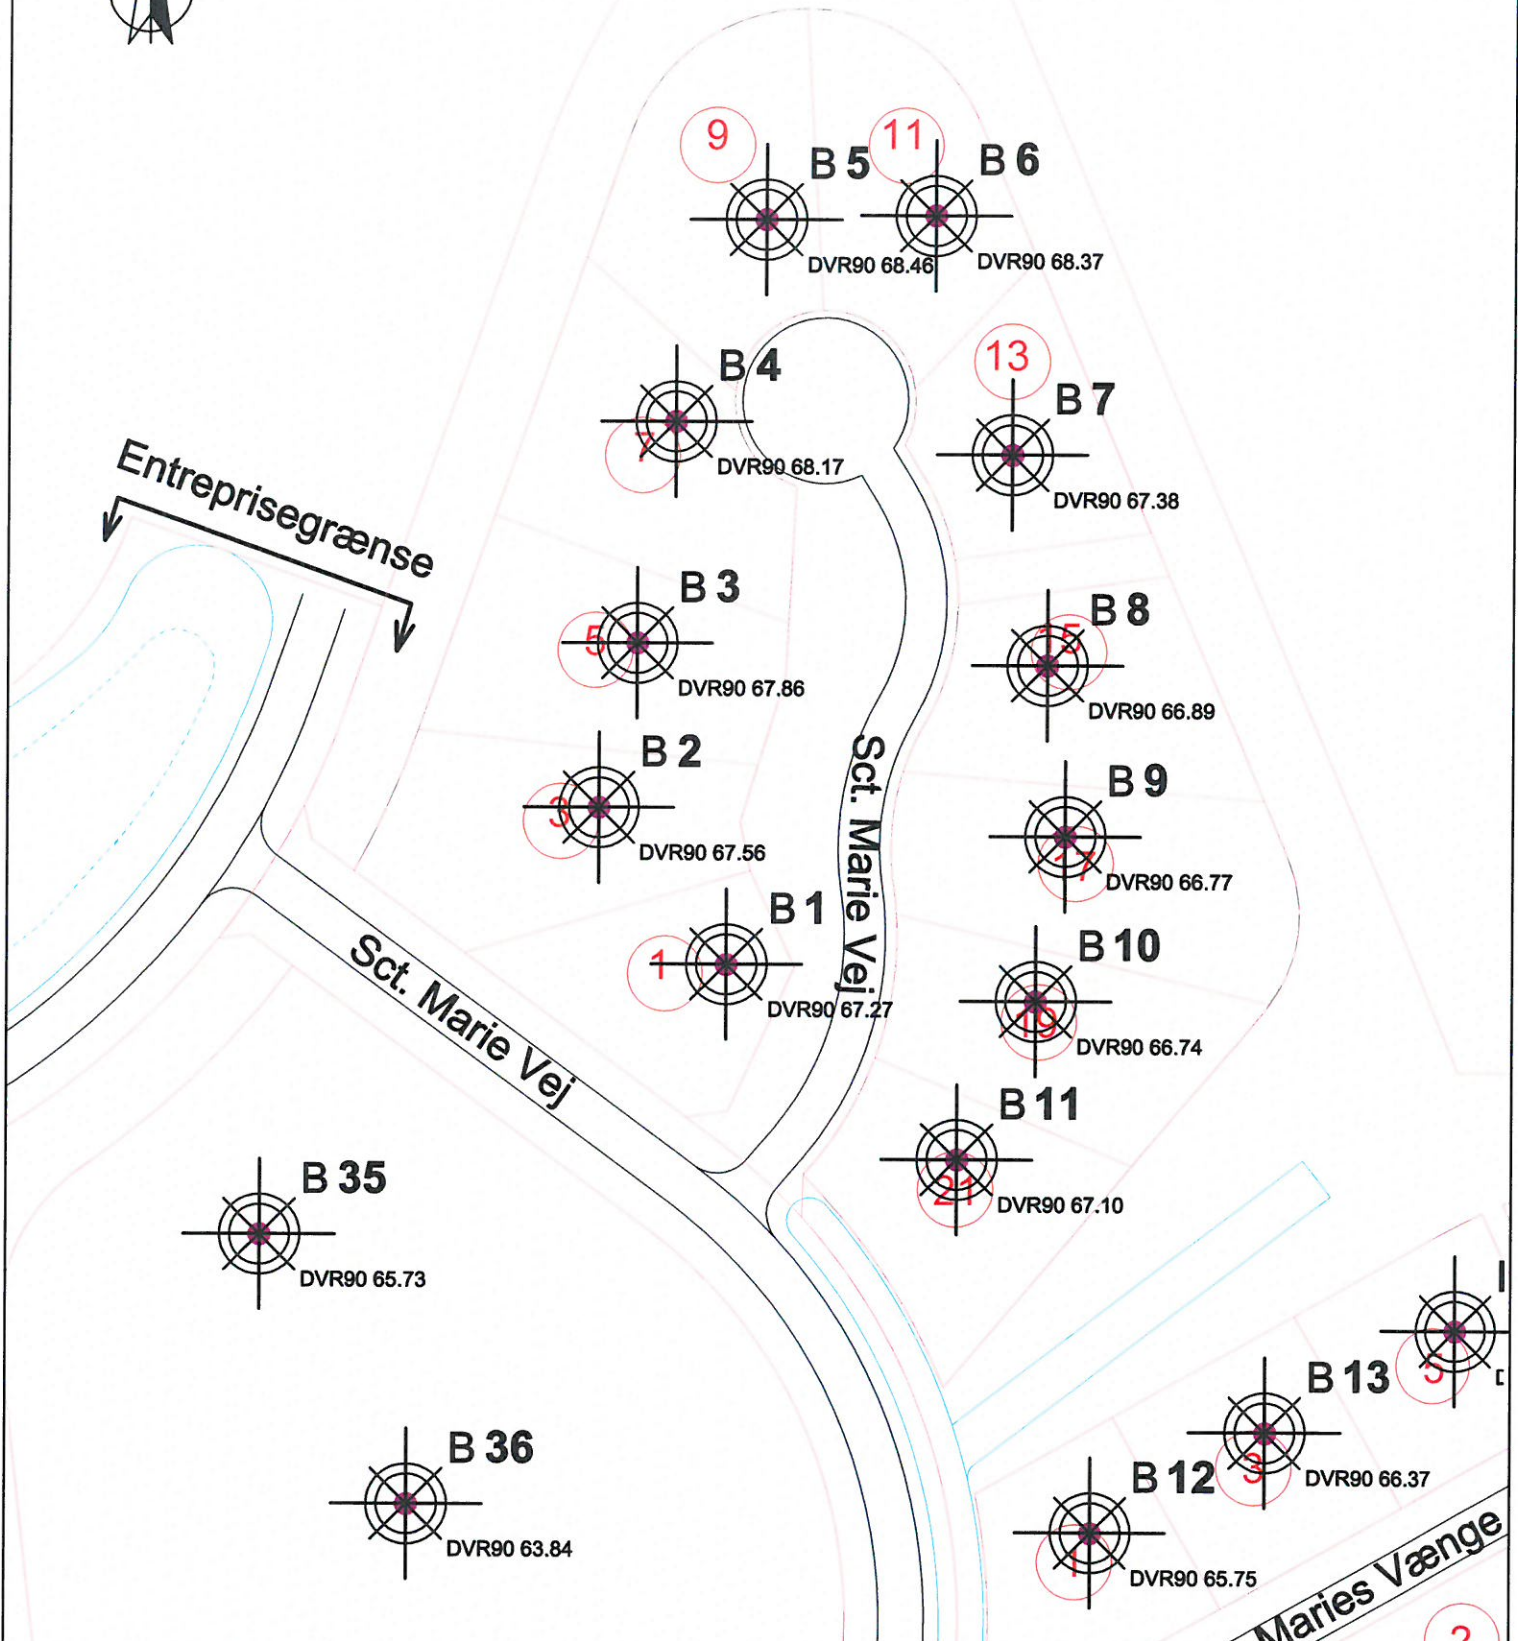 9
11
B 5
B 6
DVR90 68.46
DVR90 68.37
13
B 4
B 7
7
DVR90 68.17
DVR90 67.38
Entreprisegrænse
B 3
B 8
5
15
DVR90 67.86
DVR90 66.89
B 2
B 9
3
17
DVR90 67.56
DVR90 66.77
Sct. Marie Vej
B 1
B 10
1
19
DVR90 67.27
DVR90 66.74
Sct. Marie Vej
B 11
21
DVR90 67.10
B 35
DVR90 65.73
5
B 13
3
DVR90 66.37
B 36
B 12
DVR90 63.84
1
DVR90 65.75
Maries Vænge
2